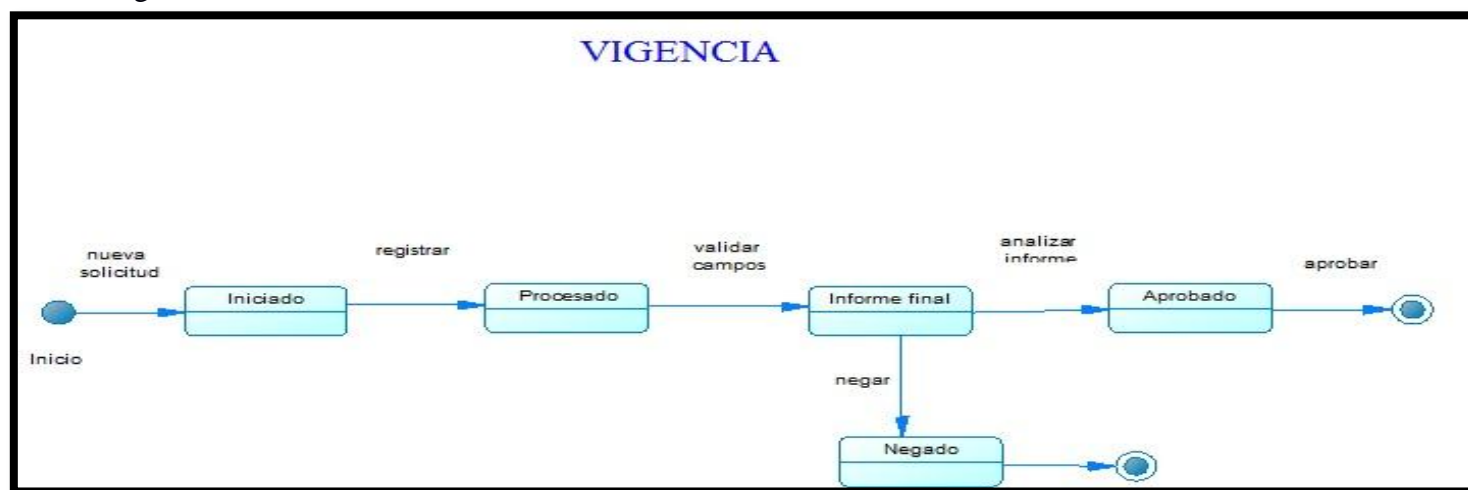 VIGENCIA
nueva
solicitud
registrar
validar
campos
analizar
informe
aprobar
Iniciado
Procesado
Informe final
Aprobado
Inicio
negar
Negado